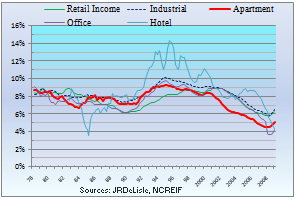 Retail Income Industrial Apartment
Office Hotel
16%
14%
12%
10%
8%
6%
4%
2%
0%
78 80 82 84 86 88 90 92 94 96 98 2000 2002 2004 2006 2008
Sources: JRDeLisle, NCREIF